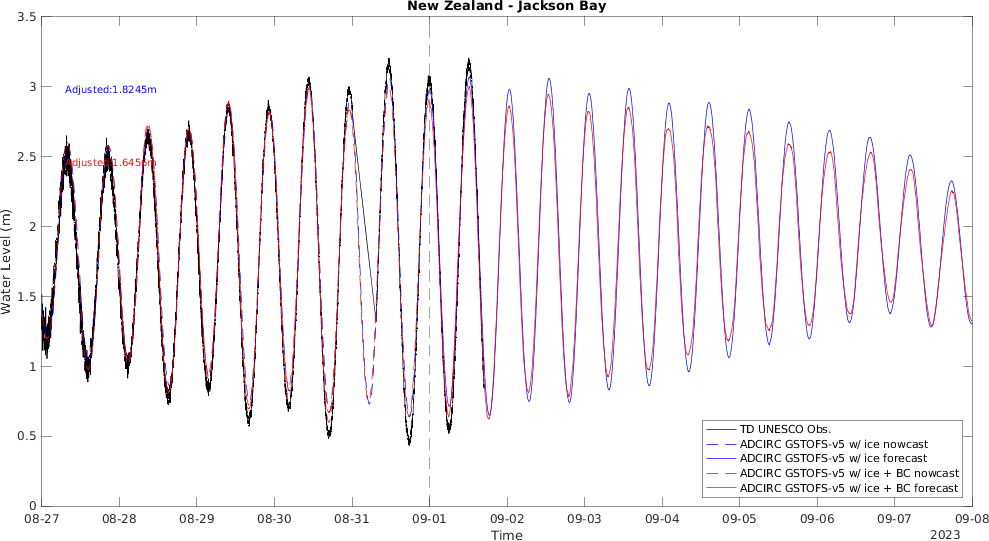 New Zealand - Jackson Bay
3.5
3
2.5
2
1.5
1
0.5
0
Water Level (m)
Adjusted:1.8245m
Adjusted:1.6456m
TD UNESCO Obs.
ADCIRC GSTOFS-v5 w/ ice nowcast
ADCIRC GSTOFS-v5 w/ ice forecast
ADCIRC GSTOFS-v5 w/ ice + BC nowcast
ADCIRC GSTOFS-v5 w/ ice + BC forecast
08-27 08-28 08-29 08-30 08-31 09-01 09-02 09-03 09-04 09-05 09-06 09-07 09-08
Time
2023